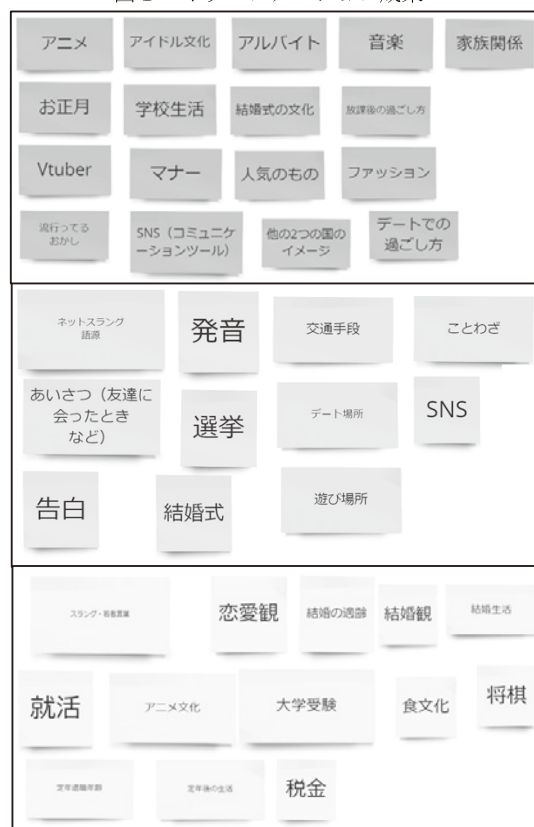 アニメ
アイドル文化
アルバイト
音楽
家族関係
お正月
学校生活
結婚式の文化
放課後の過ごし方
Vtuber
マナー
人気のもの
ファッション
流行ってる
おかし
SNS（コミュニケ
ーションツール）
他の2つの国の
イメージ
デートでの
過ごし方
ネットスラング
語源
発音
交通手段
ことわざ
あいさつ（友達に
会ったとき
など）
選挙
デート場所
SNS
告白
結婚式
遊び場所
スラング・若者言葉
恋愛観
結婚の適齢
結婚観
結婚生活
就活
アニメ文化
大学受験
食文化
将棋
定年退職年齢
定年後の生活
税金